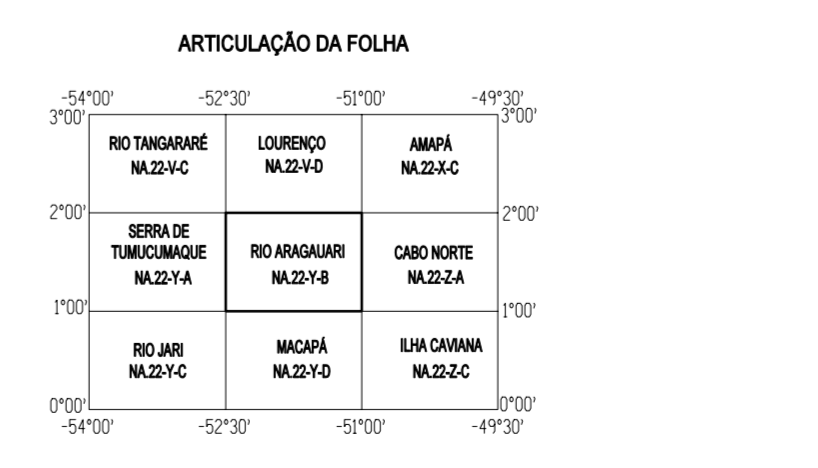 ARTICULAÇÃO DA FOLHA
-54°00' -52°30' -51°00' -49°30'
3°00' 3°00'
RIO TANGARARÉ LOURENÇO AMAPÁ
NA.22-V-C NA.22-V-D NA.22-X-C
2°00' 2°00'
SERRA DE
TUMUCUMAQUE RIO ARAGAUARI CABO NORTE
NA.22-Y-A NA.22-Y-B NA.22-Z-A
1°00' 1°00'
RIO JARI MACAPÁ ILHA CAVIANA
NA.22-Y-C NA.22-Y-D NA.22-Z-C
0°00' 0°00'
-54°00' -52°30' -51°00' -49°30'